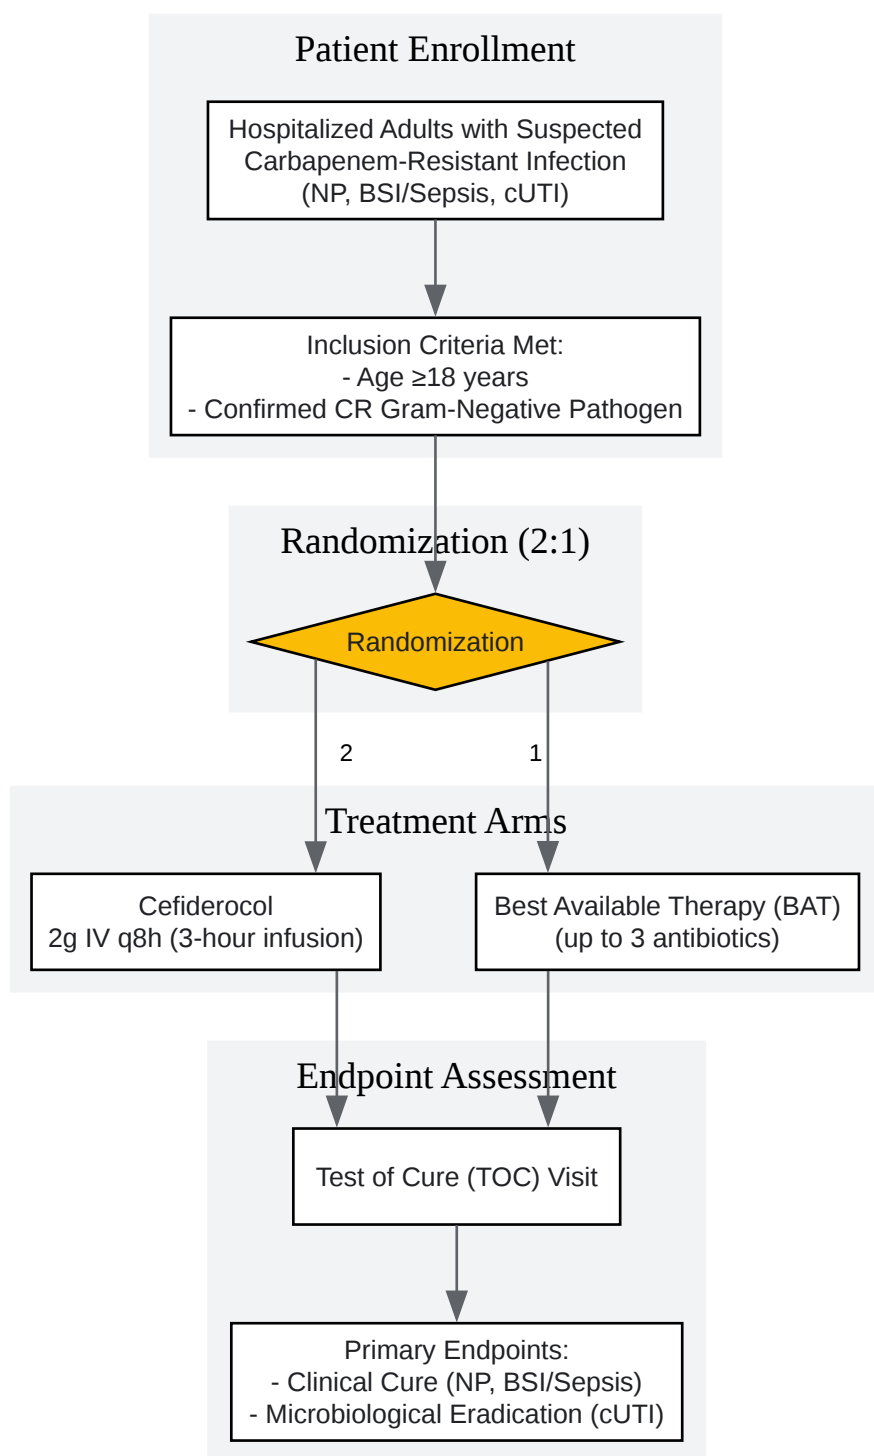 Patient Enrollment
Hospitalized Adults with Suspected
Carbapenem-Resistant Infection
(NP, BSI/Sepsis, cUTI)
Inclusion Criteria Met:
- Age ≥18 years
- Confirmed CR Gram-Negative Pathogen
Randomization (2:1)
Randomization
2
1
Treatment Arms
Cefiderocol
2g IV q8h (3-hour infusion)
Best Available Therapy (BAT)
(up to 3 antibiotics)
Endpoint Assessment
Test of Cure (TOC) Visit
Primary Endpoints:
- Clinical Cure (NP, BSI/Sepsis)
- Microbiological Eradication (cUTI)